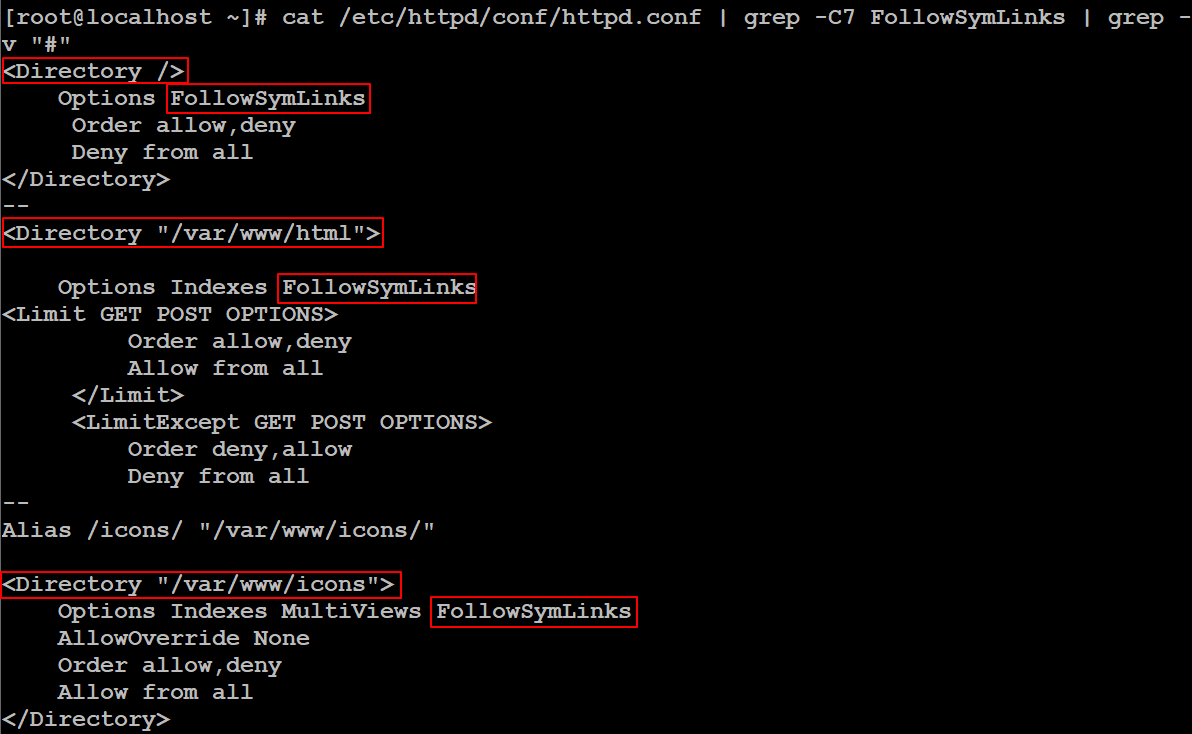 [root@localhost ~]# cat /etc/httpd/conf/httpd.conf | grep -C7 FollowSymLinks | grep -
v "#"
<Directory />
    Options FollowSymLinks
     Order allow,deny
     Deny from all
</Directory>
--
<Directory "/var/www/html">

    Options Indexes FollowSymLinks
<Limit GET POST OPTIONS>
         Order allow,deny
         Allow from all
     </Limit>
     <LimitExcept GET POST OPTIONS>
         Order deny,allow
         Deny from all
--
Alias /icons/ "/var/www/icons/"

<Directory "/var/www/icons">
    Options Indexes MultiViews FollowSymLinks
    AllowOverride None
    Order allow,deny
    Allow from all
</Directory>